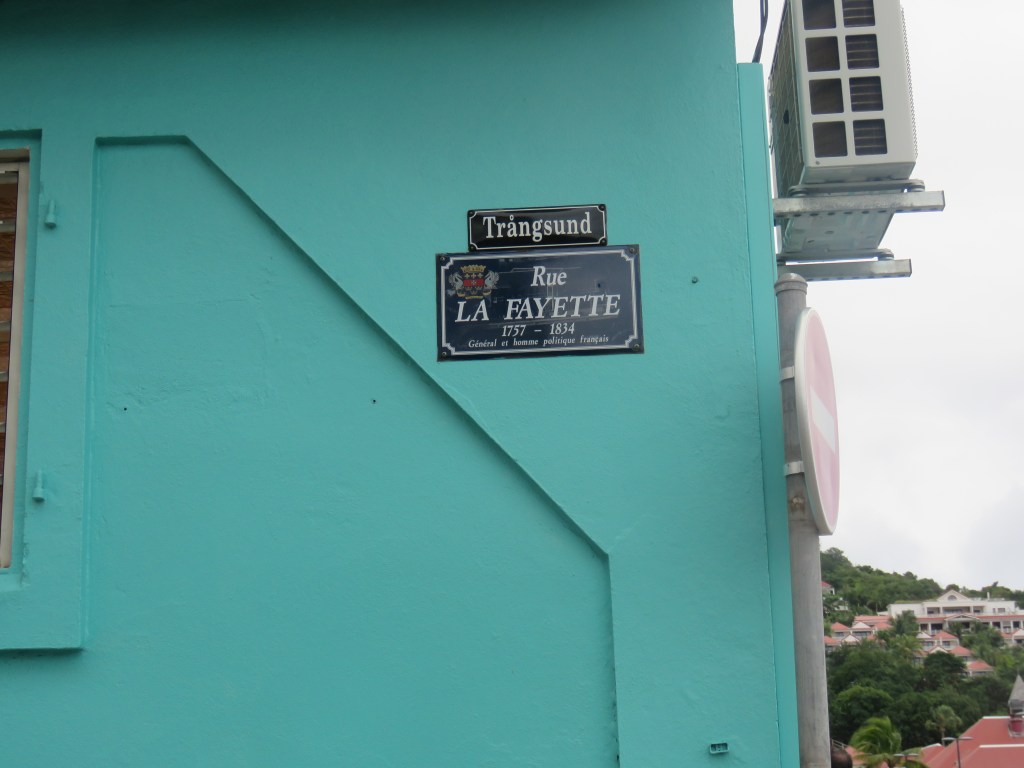 Trångsund
Rue
LA FAYETTE
1757 - 1834
Général et homme politique français